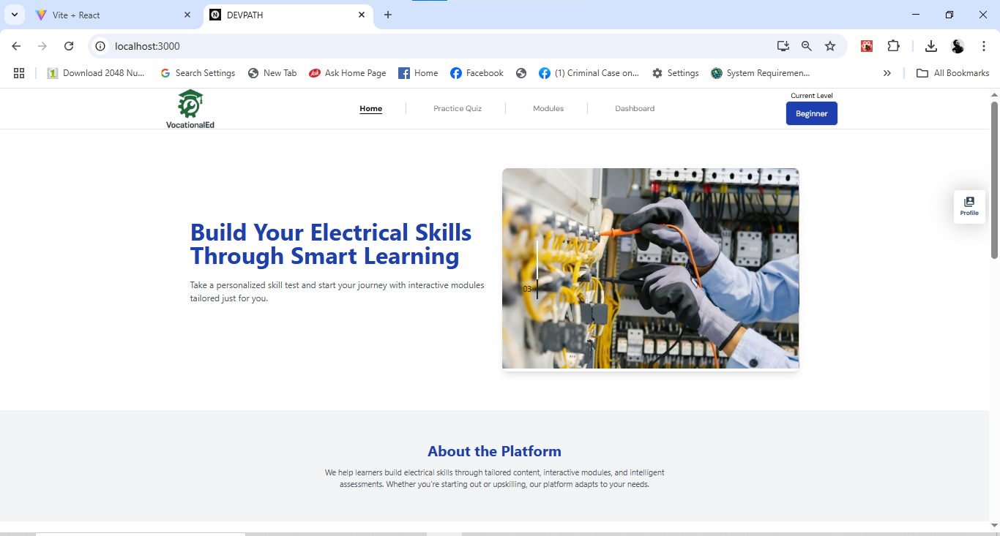 Vite + React
DEVPATH
localhost:3000
Download 2048 Nu...
Search Settings
New Tab
Ask Home Page
Home
Facebook
(1) Criminal Case on...
Settings
System Requiremen...
All Bookmarks
VocationalEd
Home
Practice Quiz
Modules
Dashboard
Current Level
Beginner
Profile
Build Your Electrical Skills
Through Smart Learning
Take a personalized skill test and start your journey with interactive modules
tailored just for you.
03
About the Platform
We help learners build electrical skills through tailored content, interactive modules, and intelligent
assessments. Whether you're starting out or upskilling, our platform adapts to your needs.